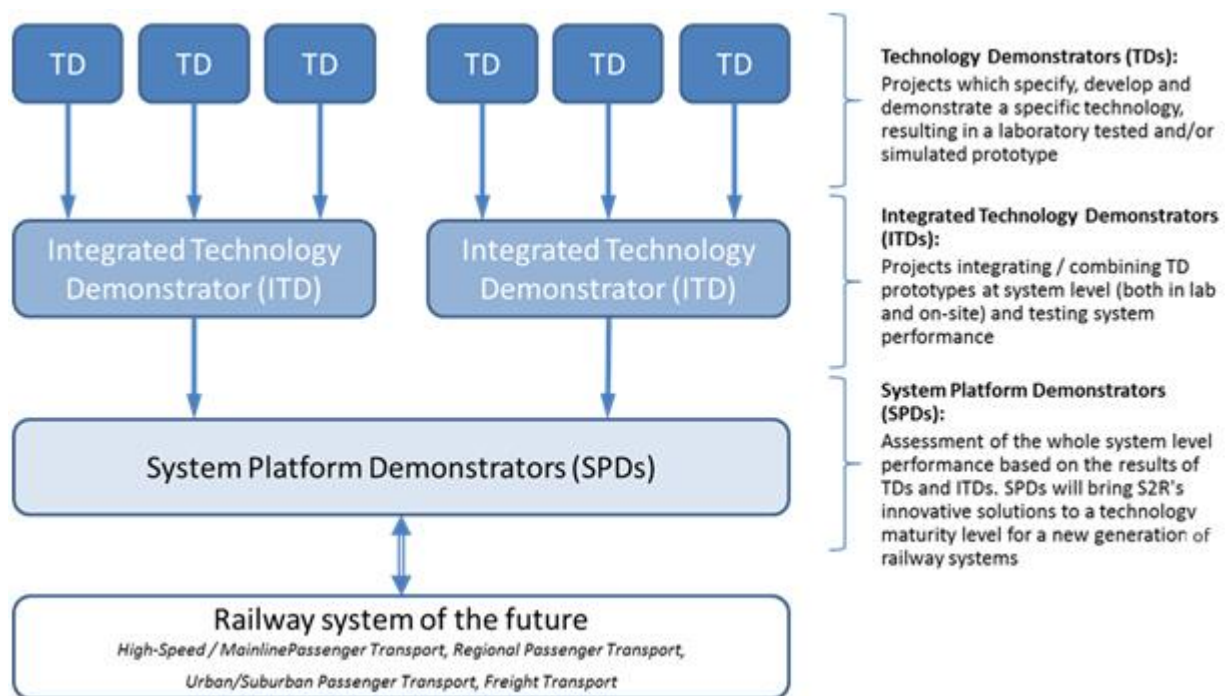 TD
TD
TD
TD
TD
TD
Integrated Technology
Demonstrator (ITD)
Integrated Technology
Demonstrator (ITD)
System Platform Demonstrators (SPDs)
Railway system of the future
High-Speed / MainlinePassenger Transport, Regional Passenger Transport,
Urban/Suburban Passenger Transport, Freight Transport
Technology Demonstrators (TDs):
Projects which specify, develop and
demonstrate a specific technology,
resulting in a laboratory tested and/or
simulated prototype
Integrated Technology Demonstrators
(ITDs):
Projects integrating / combining TD
prototypes at system level (both in lab
and on-site) and testing system
performance
System Platform Demonstrators
(SPDs):
Assessment of the whole system level
performance based on the results of
TDs and ITDs. SPDs will bring S2R's
innovative solutions to a technology
maturity level for a new generation of
railway systems